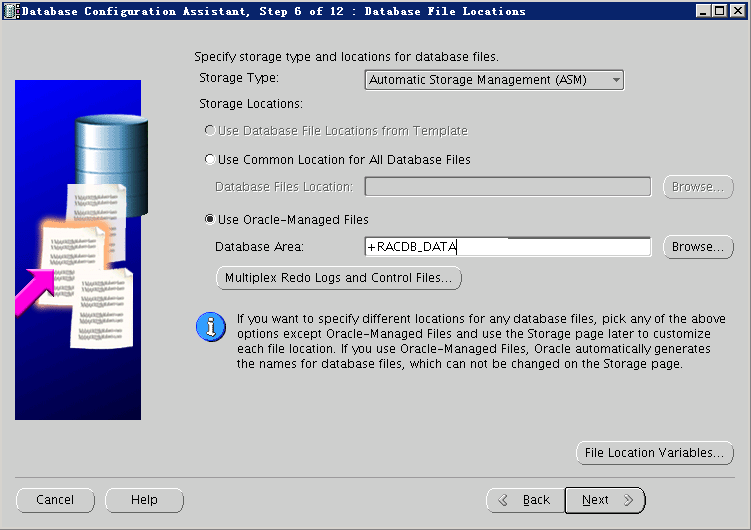 Database Configuration Assistant, Step 6 of 12 : Database File Locations
Specify storage type and locations for database files.
Storage Type: Automatic Storage Management (ASM)
Storage Locations:
Use Database File Locations from Template
Use Common Location for All Database Files
Database Files Location: Browse...
Use Oracle-Managed Files
Database Area: +RACDB_DATA Browse...
Multiplex Redo Logs and Control Files...
If you want to specify different locations for any database files, pick any of the above
options except Oracle-Managed Files and use the Storage page later to customize
each file location. If you use Oracle-Managed Files, Oracle automatically generates
the names for database files, which can not be changed on the Storage page.
File Location Variables...
Cancel Help Back Next